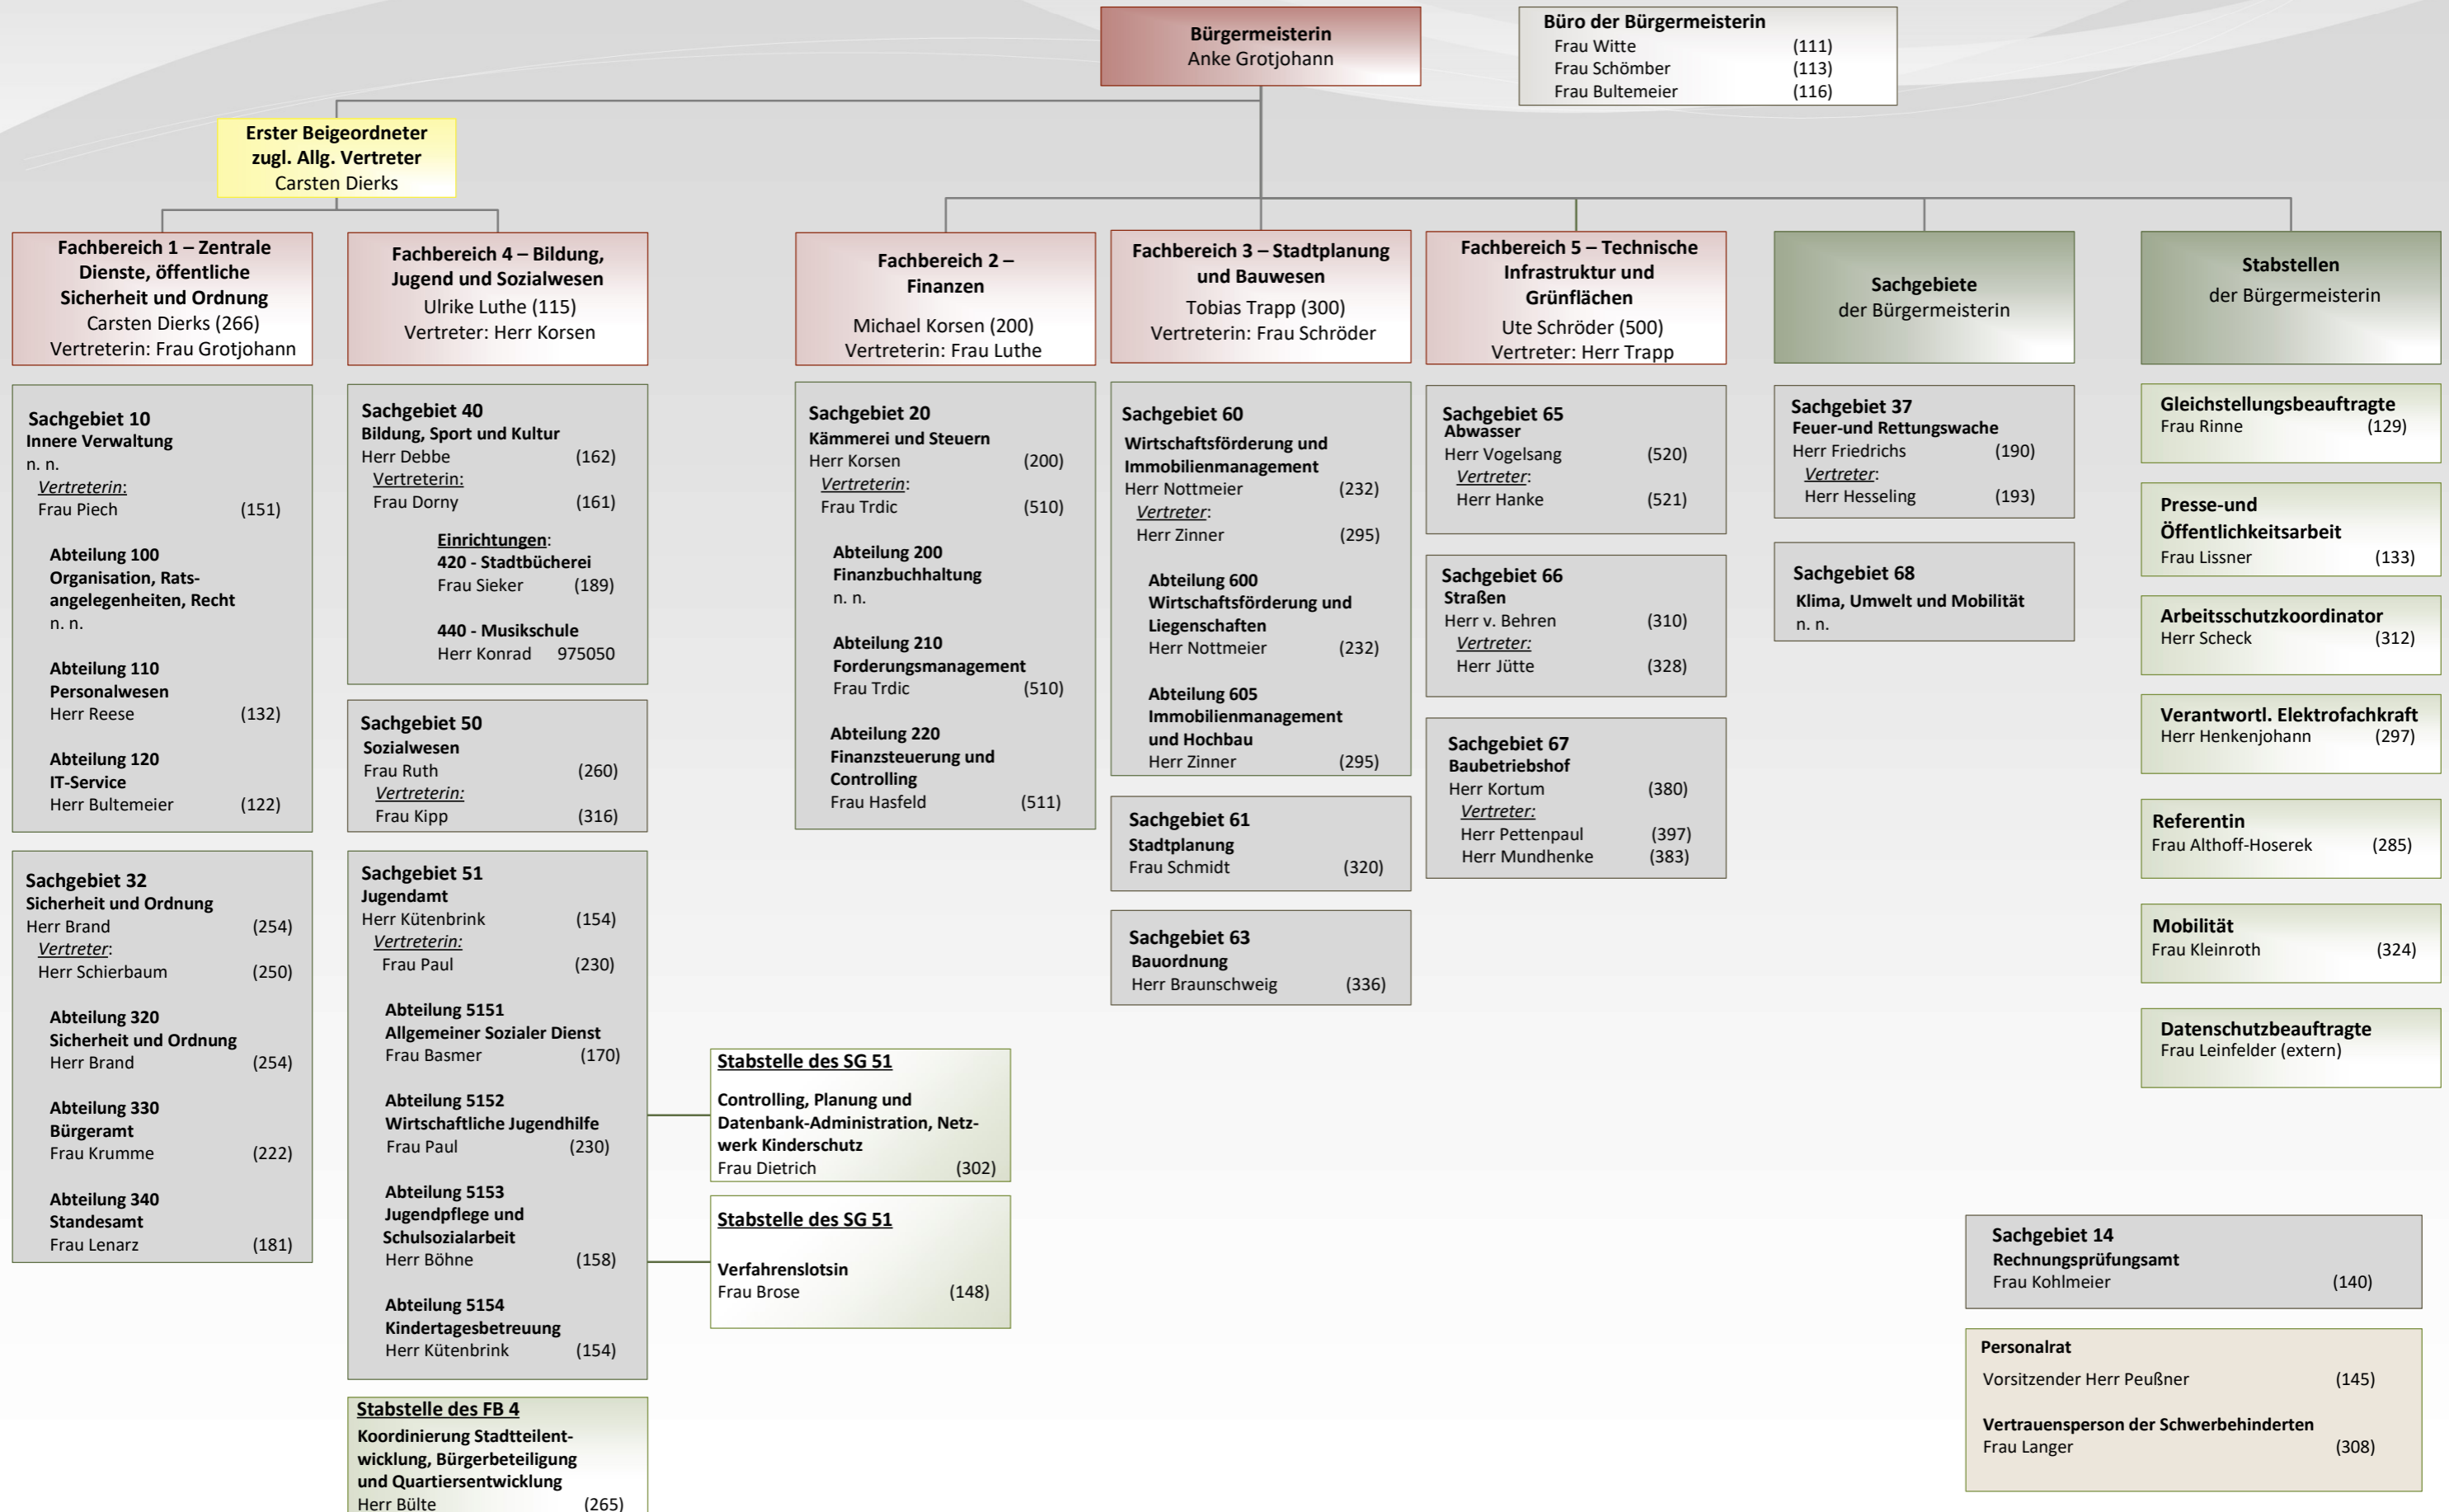 Bürgermeisterin
Anke Grotjohann
Büro der Bürgermeisterin
Frau Witte (111)
Frau Schömber (113)
Frau Bultemeier (116)
Erster Beigeordneter
zugl. Allg. Vertreter
Carsten Dierks
Fachbereich 1 – Zentrale
Dienste, öffentliche
Sicherheit und Ordnung
Carsten Dierks (266)
Vertreterin: Frau Grotjohann
Sachgebiet 10
Innere Verwaltung
n. n.
Vertreterin:
Frau Piech (151)
Abteilung 100
Organisation, Rats-
angelegenheiten, Recht
n. n.
Abteilung 110
Personalwesen
Herr Reese (132)
Abteilung 120
IT-Service
Herr Bultemeier (122)
Sachgebiet 32
Sicherheit und Ordnung
Herr Brand (254)
Vertreter:
Herr Schierbaum (250)
Abteilung 320
Sicherheit und Ordnung
Herr Brand (254)
Abteilung 330
Bürgeramt
Frau Krumme (222)
Abteilung 340
Standesamt
Frau Lenarz (181)
Fachbereich 4 – Bildung,
Jugend und Sozialwesen
Ulrike Luthe (115)
Vertreter: Herr Korsen
Sachgebiet 40
Bildung, Sport und Kultur
Herr Debbe (162)
Vertreterin:
Frau Dorny (161)
Einrichtungen:
420 - Stadtbücherei
Frau Sieker (189)
440 - Musikschule
Herr Konrad 975050
Sachgebiet 50
Sozialwesen
Frau Ruth (260)
Vertreterin:
Frau Kipp (316)
Sachgebiet 51
Jugendamt
Herr Kütenbrink (154)
Vertreterin:
Frau Paul (230)
Abteilung 5151
Allgemeiner Sozialer Dienst
Frau Basmer (170)
Abteilung 5152
Wirtschaftliche Jugendhilfe
Frau Paul (230)
Abteilung 5153
Jugendpflege und
Schulsozialarbeit
Herr Böhne (158)
Abteilung 5154
Kindertagesbetreuung
Herr Kütenbrink (154)
Stabstelle des FB 4
Koordinierung Stadtteilent-
wicklung, Bürgerbeteiligung
und Quartiersentwicklung
Herr Bülte (265)
Stabstelle des SG 51
Controlling, Planung und
Datenbank-Administration, Netz-
werk Kinderschutz
Frau Dietrich (302)
Stabstelle des SG 51
Verfahrenslotsin
Frau Brose (148)
Fachbereich 2 –
Finanzen
Michael Korsen (200)
Vertreterin: Frau Luthe
Sachgebiet 20
Kämmerei und Steuern
Herr Korsen (200)
Vertreterin:
Frau Trdic (510)
Abteilung 200
Finanzbuchhaltung
n. n.
Abteilung 210
Forderungsmanagement
Frau Trdic (510)
Abteilung 220
Finanzsteuerung und
Controlling
Frau Hasfeld (511)
Fachbereich 3 – Stadtplanung
und Bauwesen
Tobias Trapp (300)
Vertreterin: Frau Schröder
Sachgebiet 60
Wirtschaftsförderung und
Immobilienmanagement
Herr Nottmeier (232)
Vertreter:
Herr Zinner (295)
Abteilung 600
Wirtschaftsförderung und
Liegenschaften
Herr Nottmeier (232)
Abteilung 605
Immobilienmanagement
und Hochbau
Herr Zinner (295)
Sachgebiet 61
Stadtplanung
Frau Schmidt (320)
Sachgebiet 63
Bauordnung
Herr Braunschweig (336)
Fachbereich 5 – Technische
Infrastruktur und
Grünflächen
Ute Schröder (500)
Vertreter: Herr Trapp
Sachgebiet 65
Abwasser
Herr Vogelsang (520)
Vertreter:
Herr Hanke (521)
Sachgebiet 66
Straßen
Herr v. Behren (310)
Vertreter:
Herr Jütte (328)
Sachgebiet 67
Baubetriebshof
Herr Kortum (380)
Vertreter:
Herr Pettenpaul (397)
Herr Mundhenke (383)
Sachgebiete
der Bürgermeisterin
Sachgebiet 37
Feuer-und Rettungswache
Herr Friedrichs (190)
Vertreter:
Herr Hesseling (193)
Sachgebiet 68
Klima, Umwelt und Mobilität
n. n.
Stabstellen
der Bürgermeisterin
Gleichstellungsbeauftragte
Frau Rinne (129)
Presse-und
Öffentlichkeitsarbeit
Frau Lissner (133)
Arbeitsschutzkoordinator
Herr Scheck (312)
Verantwortl. Elektrofachkraft
Herr Henkenjohann (297)
Referentin
Frau Althoff-Hoserek (285)
Mobilität
Frau Kleinroth (324)
Datenschutzbeauftragte
Frau Leinfelder (extern)
Sachgebiet 14
Rechnungsprüfungsamt
Frau Kohlmeier (140)
Personalrat
Vorsitzender Herr Peußner (145)
Vertrauensperson der Schwerbehinderten
Frau Langer (308)